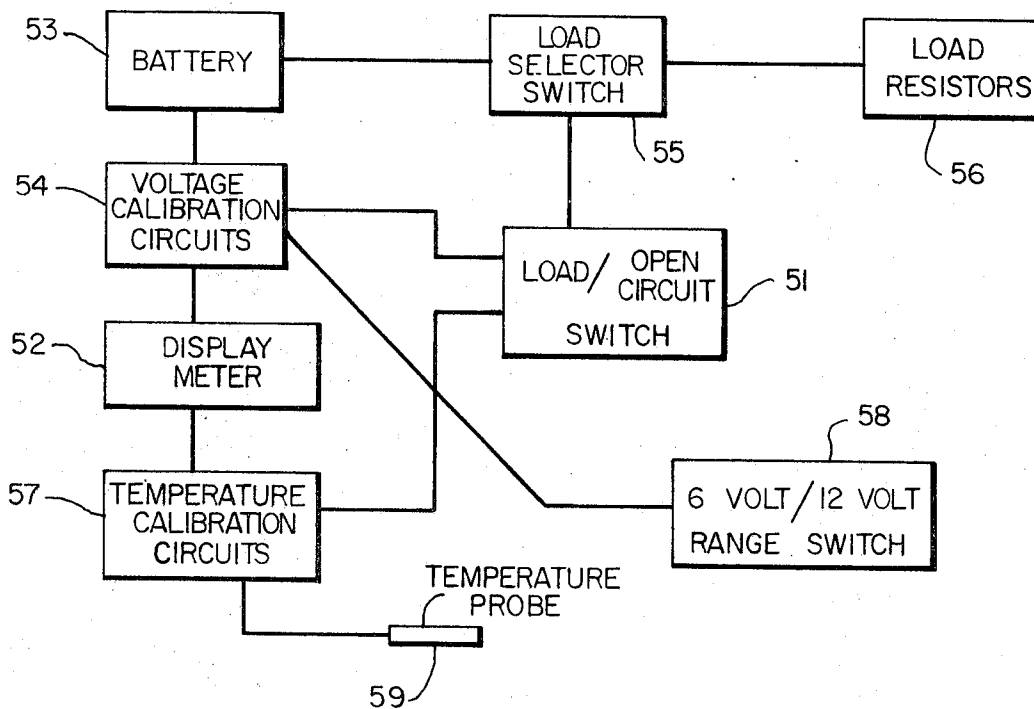 53
BATTERY
LOAD
SELECTOR
SWITCH
55
LOAD
RESISTORS
56
54
VOLTAGE
CALIBRATION
CIRCUITS
LOAD/ OPEN
CIRCUIT
SWITCH
51
52
DISPLAY
METER
58
6 VOLT/12 VOLT
RANGE SWITCH
57
TEMPERATURE
CALIBRATION
CIRCUITS
TEMPERATURE
PROBE
59